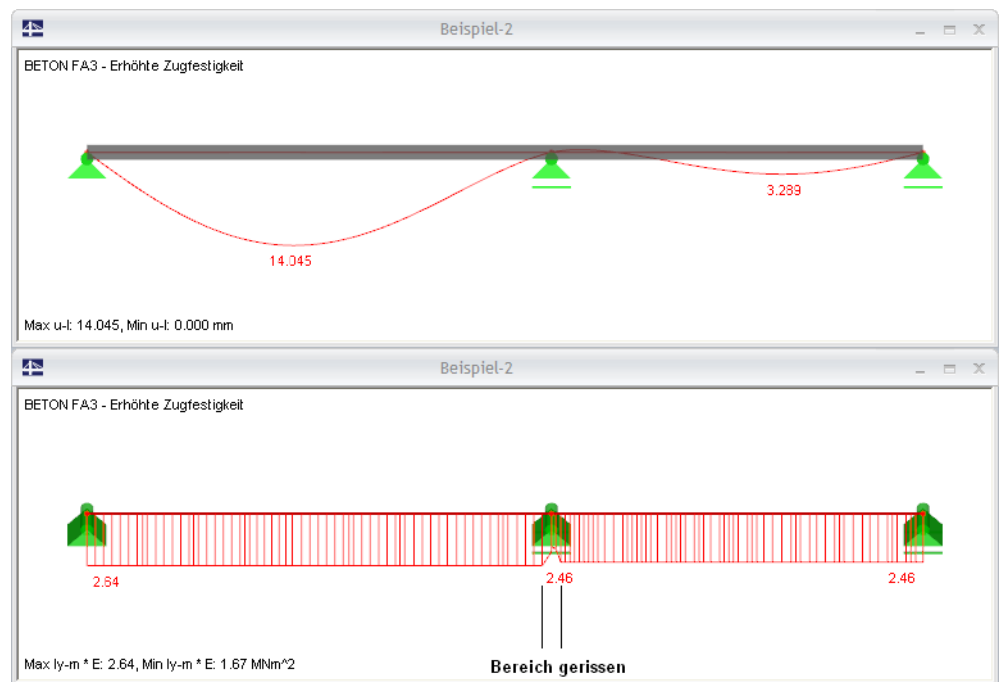 Beispiel-2
BETON FA3 - Erhöhte Zugfestigkeit
3.289
14.045
Max u-l: 14.045, Min u-l: 0.000 mm
Beispiel-2
BETON FA3 - Erhöhte Zugfestigkeit
2.64
2.46
2.46
Max Iy-m * E: 2.64, Min Iy-m * E: 1.67 MNm^2
Bereich gerissen